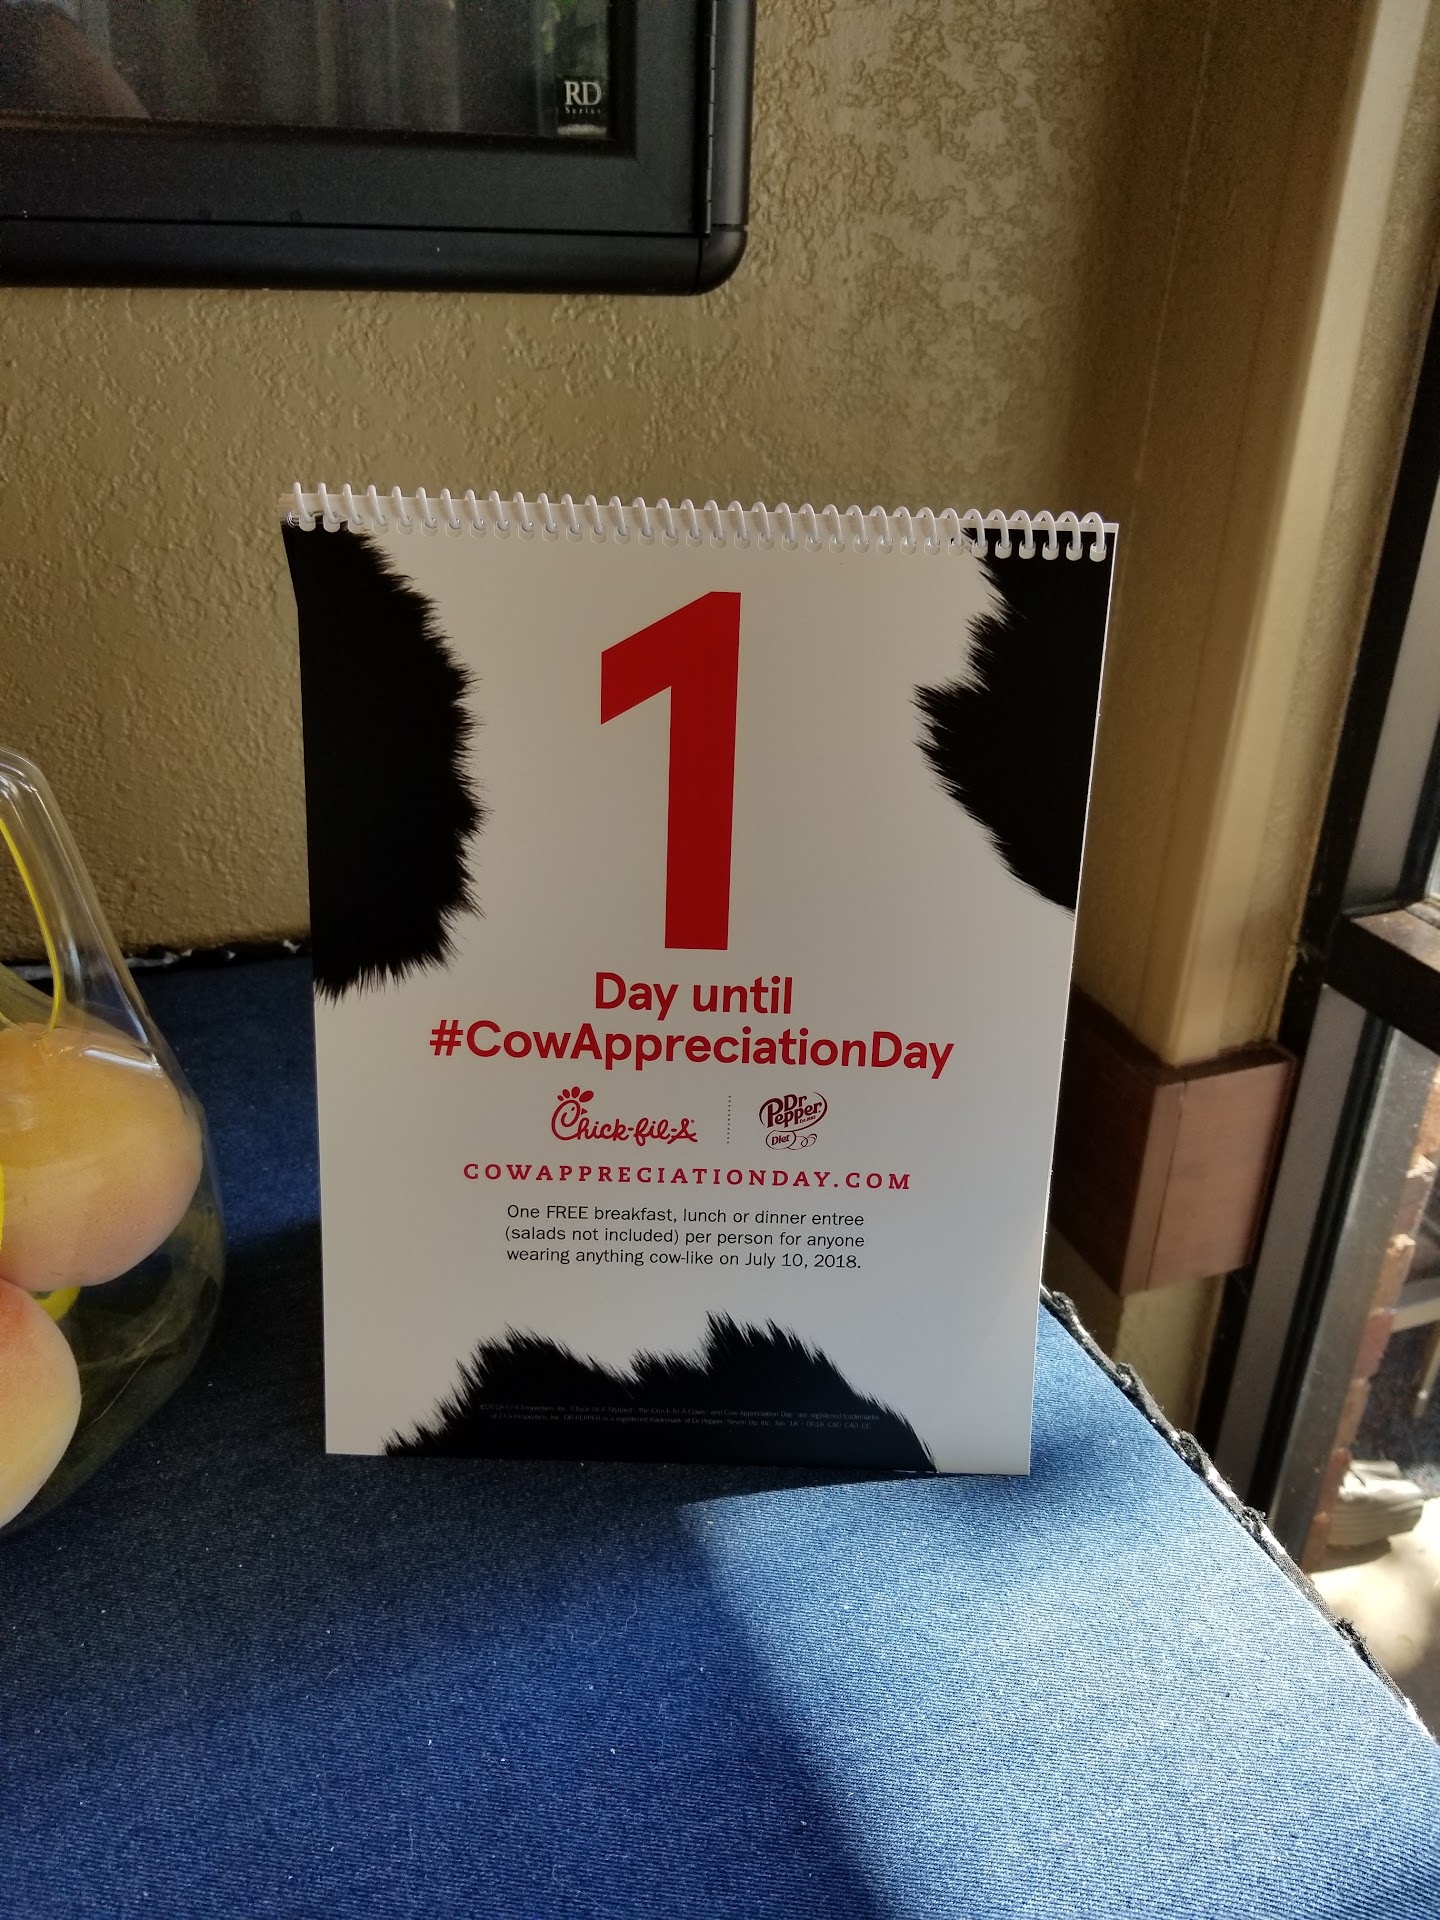 RD
Series
1
Day until
#CowAppreciationDay
Chick-fil-A
Dr
Pepper
Diet
COWAPPRECIATIONDAY.COM
One FREE breakfast, lunch or dinner entree
(salads not included) per person for anyone
wearing anything cow-like on July 10, 2018.